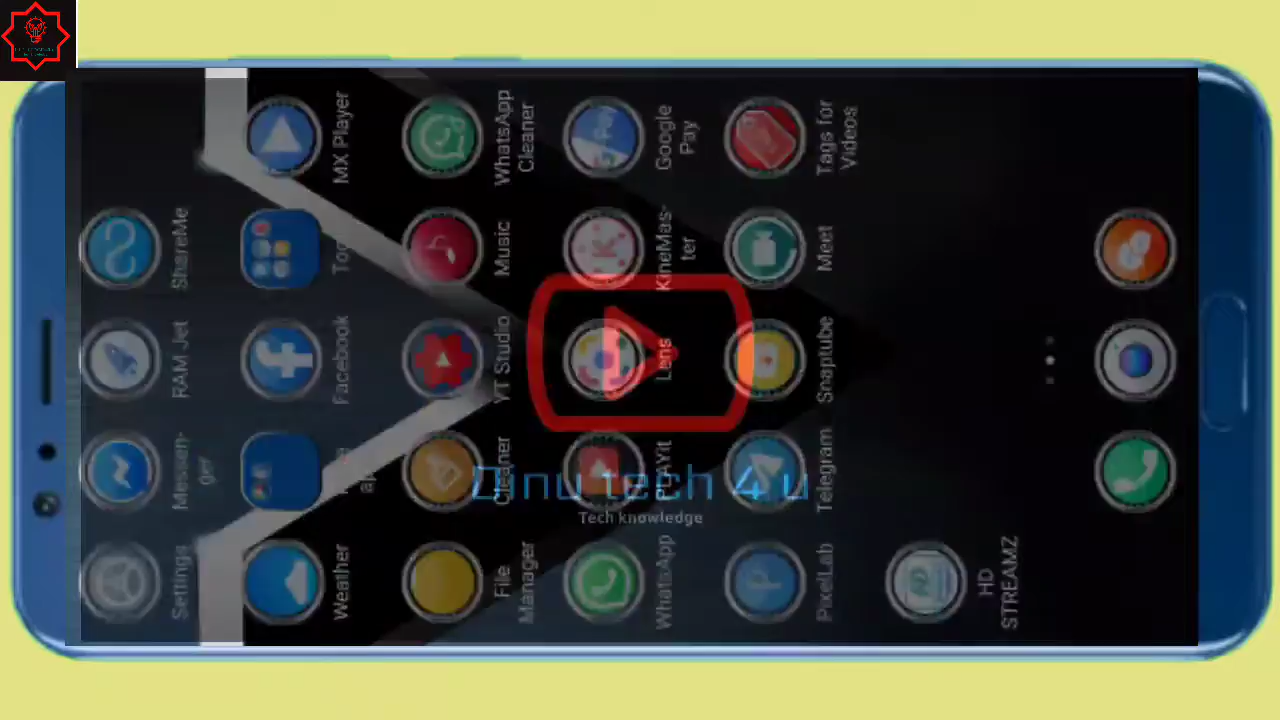 Settings
Messen-
ger
RAM Jet
ShareMe
Weather
Facebook
MX Player
File
Manager
Cleaner
YT Studio
Music
WhatsApp
Cleaner
WhatsApp
PLAYit
Lens
KineMas-
ter
Google
Pay
PixelLab
Telegram
Snaptube
Meet
Tags for
Videos
HD
STREAMZ
Dinu tech 4 u
Tech knowledge